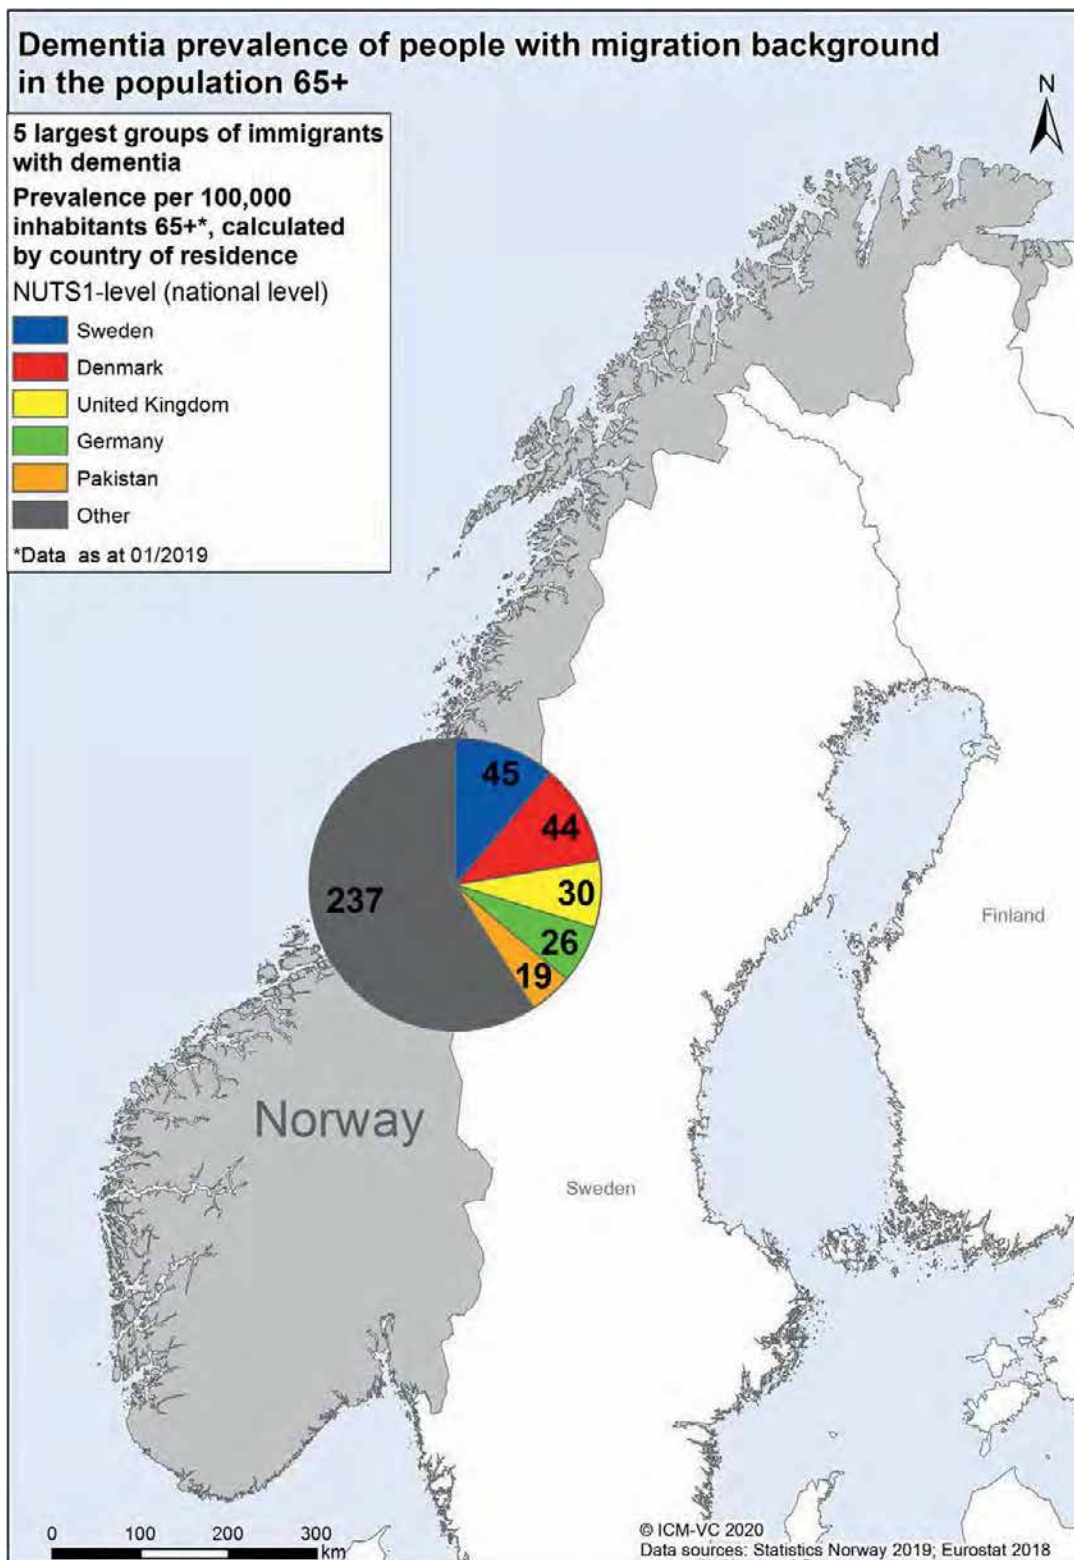 Dementia prevalence of people with migration background
in the population 65+
N
5 largest groups of immigrants
with dementia
Prevalence per 100,000
inhabitants 65+*, calculated
by country of residence
NUTS1-level (national level)
Sweden
Denmark
United Kingdom
Germany
Pakistan
Other
*Data as at 01/2019
45
44
30
26
19
237
Finland
Norway
Sweden
0 100 200 300
km
© ICM-VC 2020
Data sources: Statistics Norway 2019; Eurostat 2018